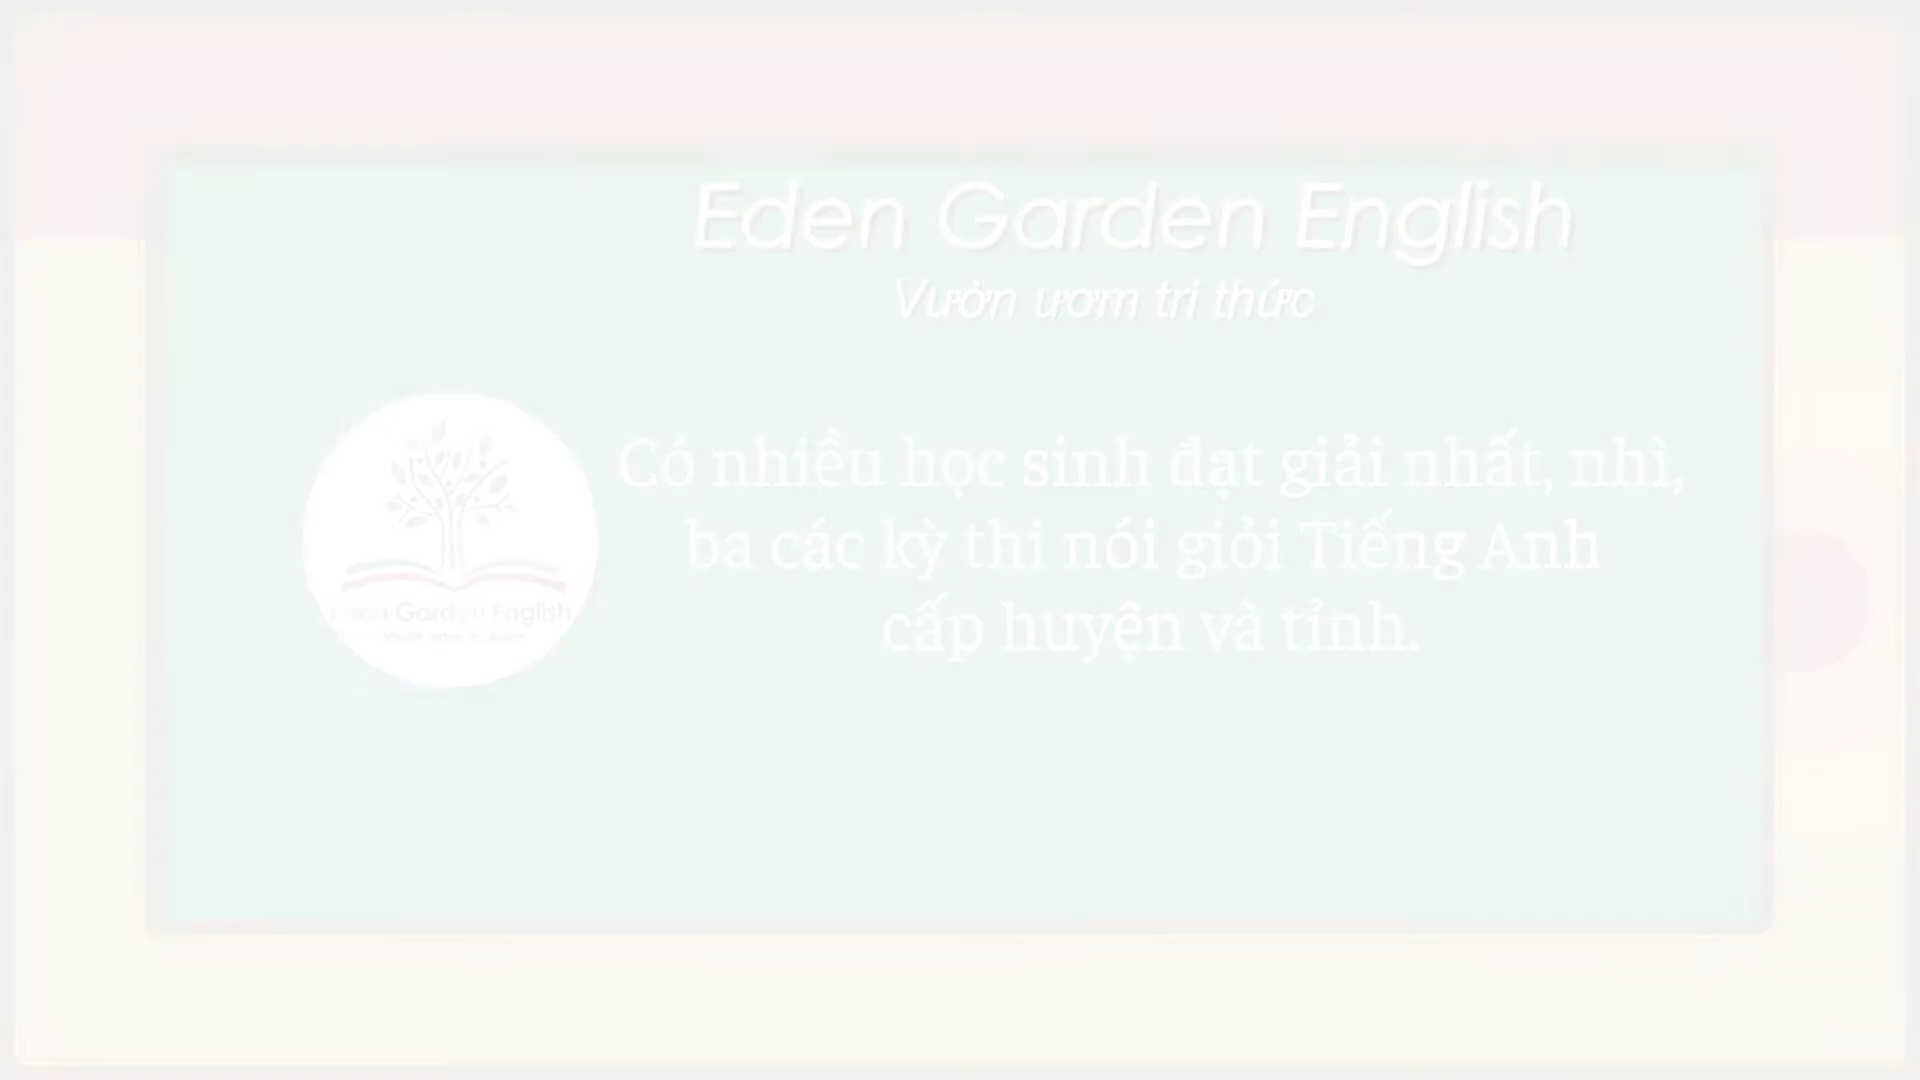 Eden Garden English
Vườn ươm tri thức
Có nhiều học sinh đạt giải nhất, nhì,
ba các kỳ thi nói giỏi Tiếng Anh
cấp huyện và tỉnh.
Eden Garden English